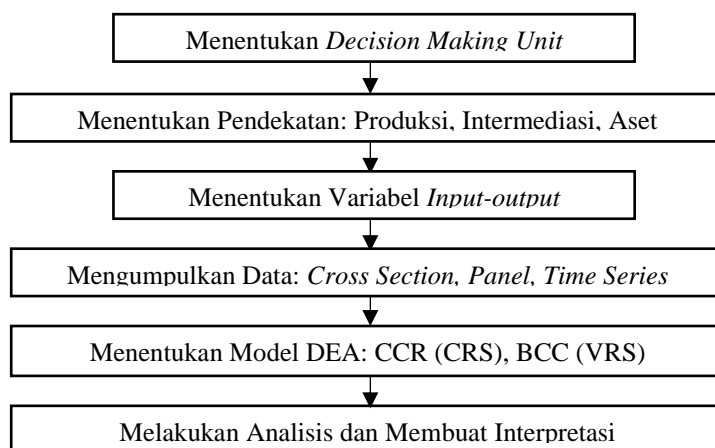 Menentukan Decision Making Unit
Menentukan Pendekatan: Produksi, Intermediasi, Aset
Menentukan Variabel Input-output
Mengumpulkan Data: Cross Section, Panel, Time Series
Menentukan Model DEA: CCR (CRS), BCC (VRS)
Melakukan Analisis dan Membuat Interpretasi